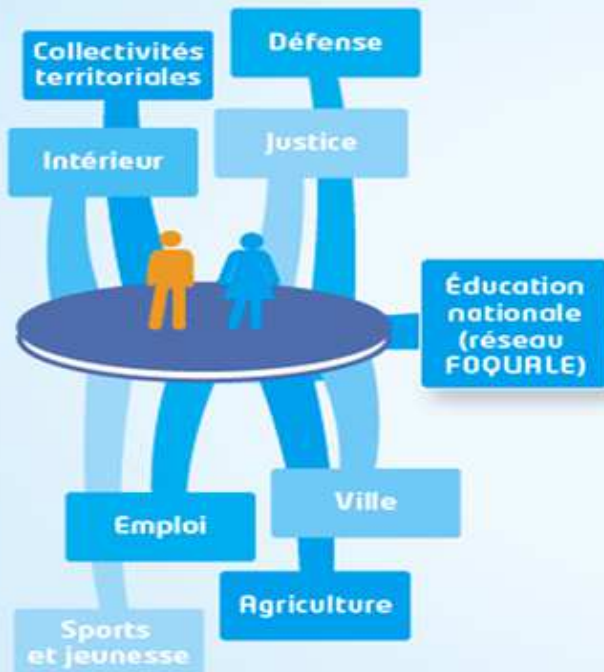 Collectivités
territoriales
Défense
Intérieur
Justice
Éducation
nationale
(réseau
FOQUALE)
Emploi
Ville
Agriculture
Sports
et jeunesse